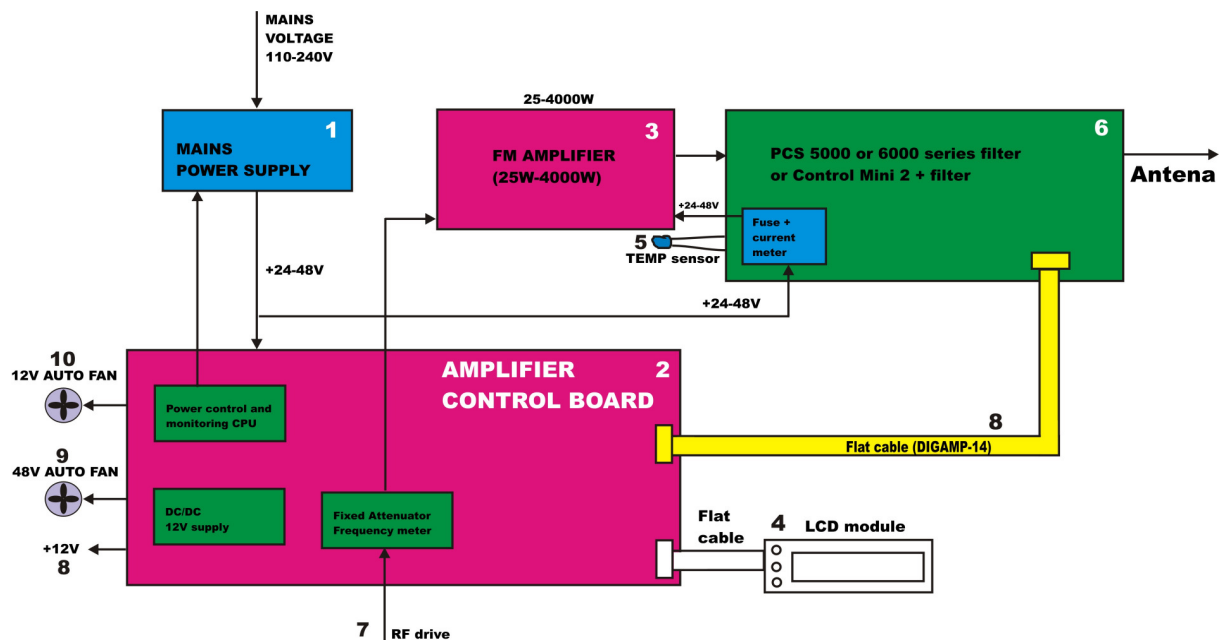 MAINS
VOLTAGE
110-240V
1
MAINS
POWER SUPPLY
25-4000W
3
FM AMPLIFIER
(25W-4000W)
6
PCS 5000 or 6000 series filter
or Control Mini 2 + filter
Antena
+24-48V
Fuse +
current
meter
5
TEMP sensor
+24-48V
+24-48V
10
12V AUTO FAN
9
48V AUTO FAN
+12V
8
AMPLIFIER
CONTROL BOARD
2
Power control and
monitoring CPU
DC/DC
12V supply
Fixed Attenuator
Frequency meter
8
Flat cable (DIGAMP-14)
Flat
cable
4
LCD module
7
RF drive